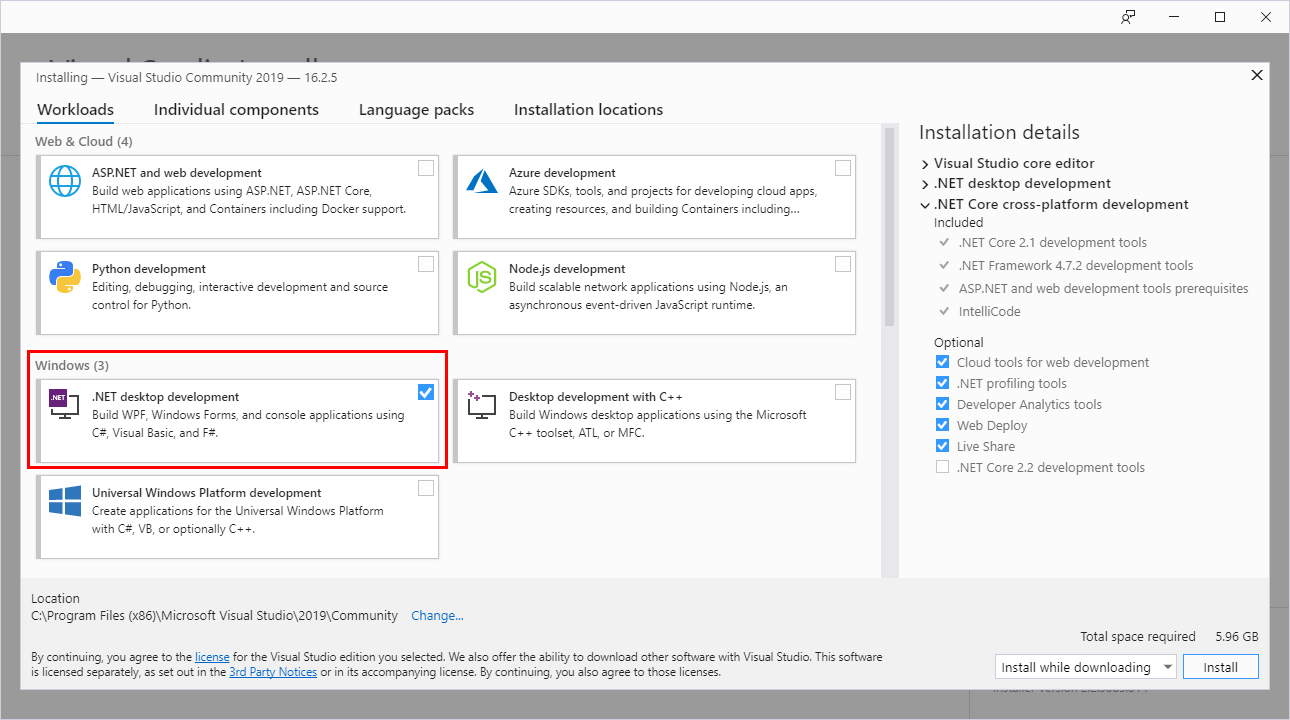 Installing — Visual Studio Community 2019 — 16.2.5
Workloads
Individual components
Language packs
Installation locations
Web & Cloud (4)
ASP.NET and web development
Build web applications using ASP.NET, ASP.NET Core,
HTML/JavaScript, and Containers including Docker support.
Azure development
Azure SDKs, tools, and projects for developing cloud apps,
creating resources, and building Containers including...
Python development
Editing, debugging, interactive development and source
control for Python.
Node.js development
Build scalable network applications using Node.js, an
asynchronous event-driven JavaScript runtime.
Windows (3)
.NET
.NET desktop development
Build WPF, Windows Forms, and console applications using
C#, Visual Basic, and F#.
Desktop development with C++
Build Windows desktop applications using the Microsoft
C++ toolset, ATL, or MFC.
Universal Windows Platform development
Create applications for the Universal Windows Platform
with C#, VB, or optionally C++.
Installation details
Visual Studio core editor
.NET desktop development
.NET Core cross-platform development
Included
.NET Core 2.1 development tools
.NET Framework 4.7.2 development tools
ASP.NET and web development tools prerequisites
IntelliCode
Optional
Cloud tools for web development
.NET profiling tools
Developer Analytics tools
Web Deploy
Live Share
.NET Core 2.2 development tools
Location
C:\Program Files (x86)\Microsoft Visual Studio\2019\Community Change...
Total space required 5.96 GB
By continuing, you agree to the license for the Visual Studio edition you selected. We also offer the ability to download other software with Visual Studio. This software
is licensed separately, as set out in the 3rd Party Notices or in its accompanying license. By continuing, you also agree to those licenses.
Install while downloading
Install